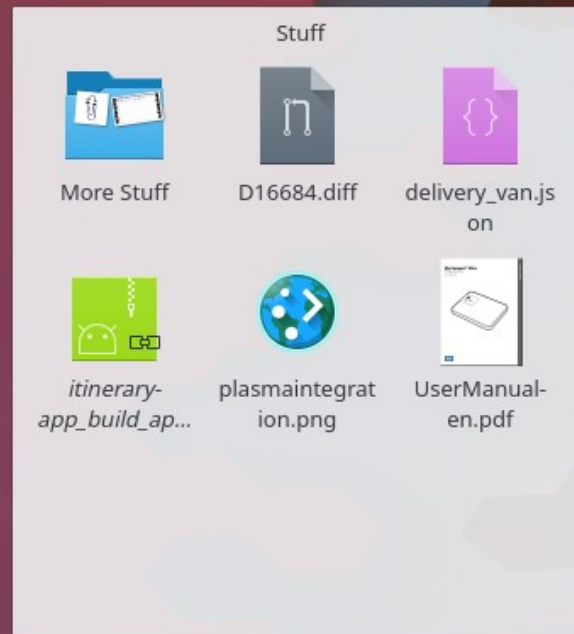 Stuff
More Stuff
D16684.diff
delivery_van.js
on
itinerary-
app_build_ap...
plasmaintegrat
ion.png
UserManual-
en.pdf